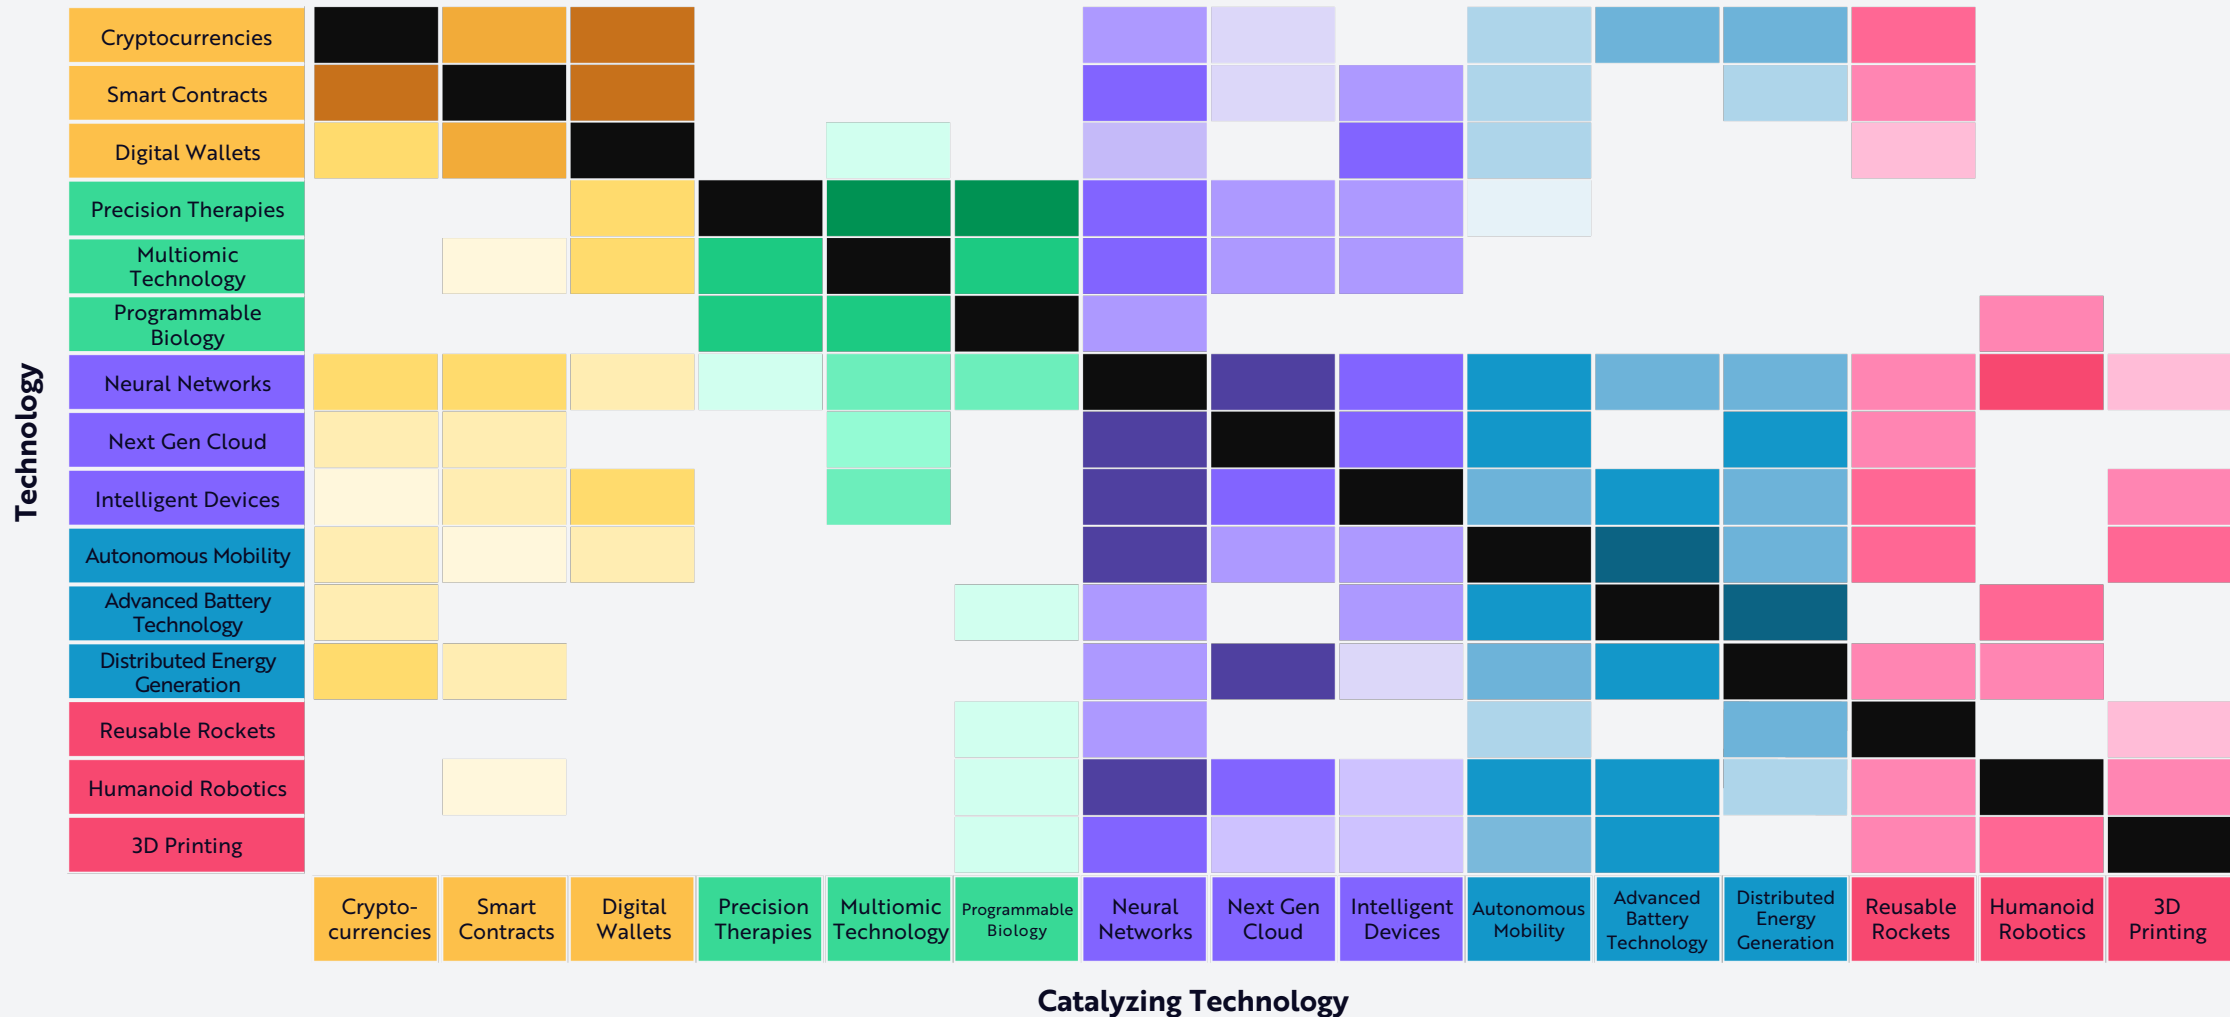 Cryptocurrencies
Smart Contracts
Digital Wallets
Precision Therapies
Multiomic
Technology
Programmable
Biology
Neural Networks
Next Gen Cloud
Intelligent Devices
Autonomous Mobility
Advanced Battery
Technology
Distributed Energy
Generation
Reusable Rockets
Humanoid Robotics
3D Printing
Technology
Crypto-
currencies
Smart
Contracts
Digital
Wallets
Precision
Therapies
Multiomic
Technology
Programmable
Biology
Neural
Networks
Next Gen
Cloud
Intelligent
Devices
Autonomous
Mobility
Advanced
Battery
Technology
Distributed
Energy
Generation
Reusable
Rockets
Humanoid
Robotics
3D
Printing
Catalyzing Technology